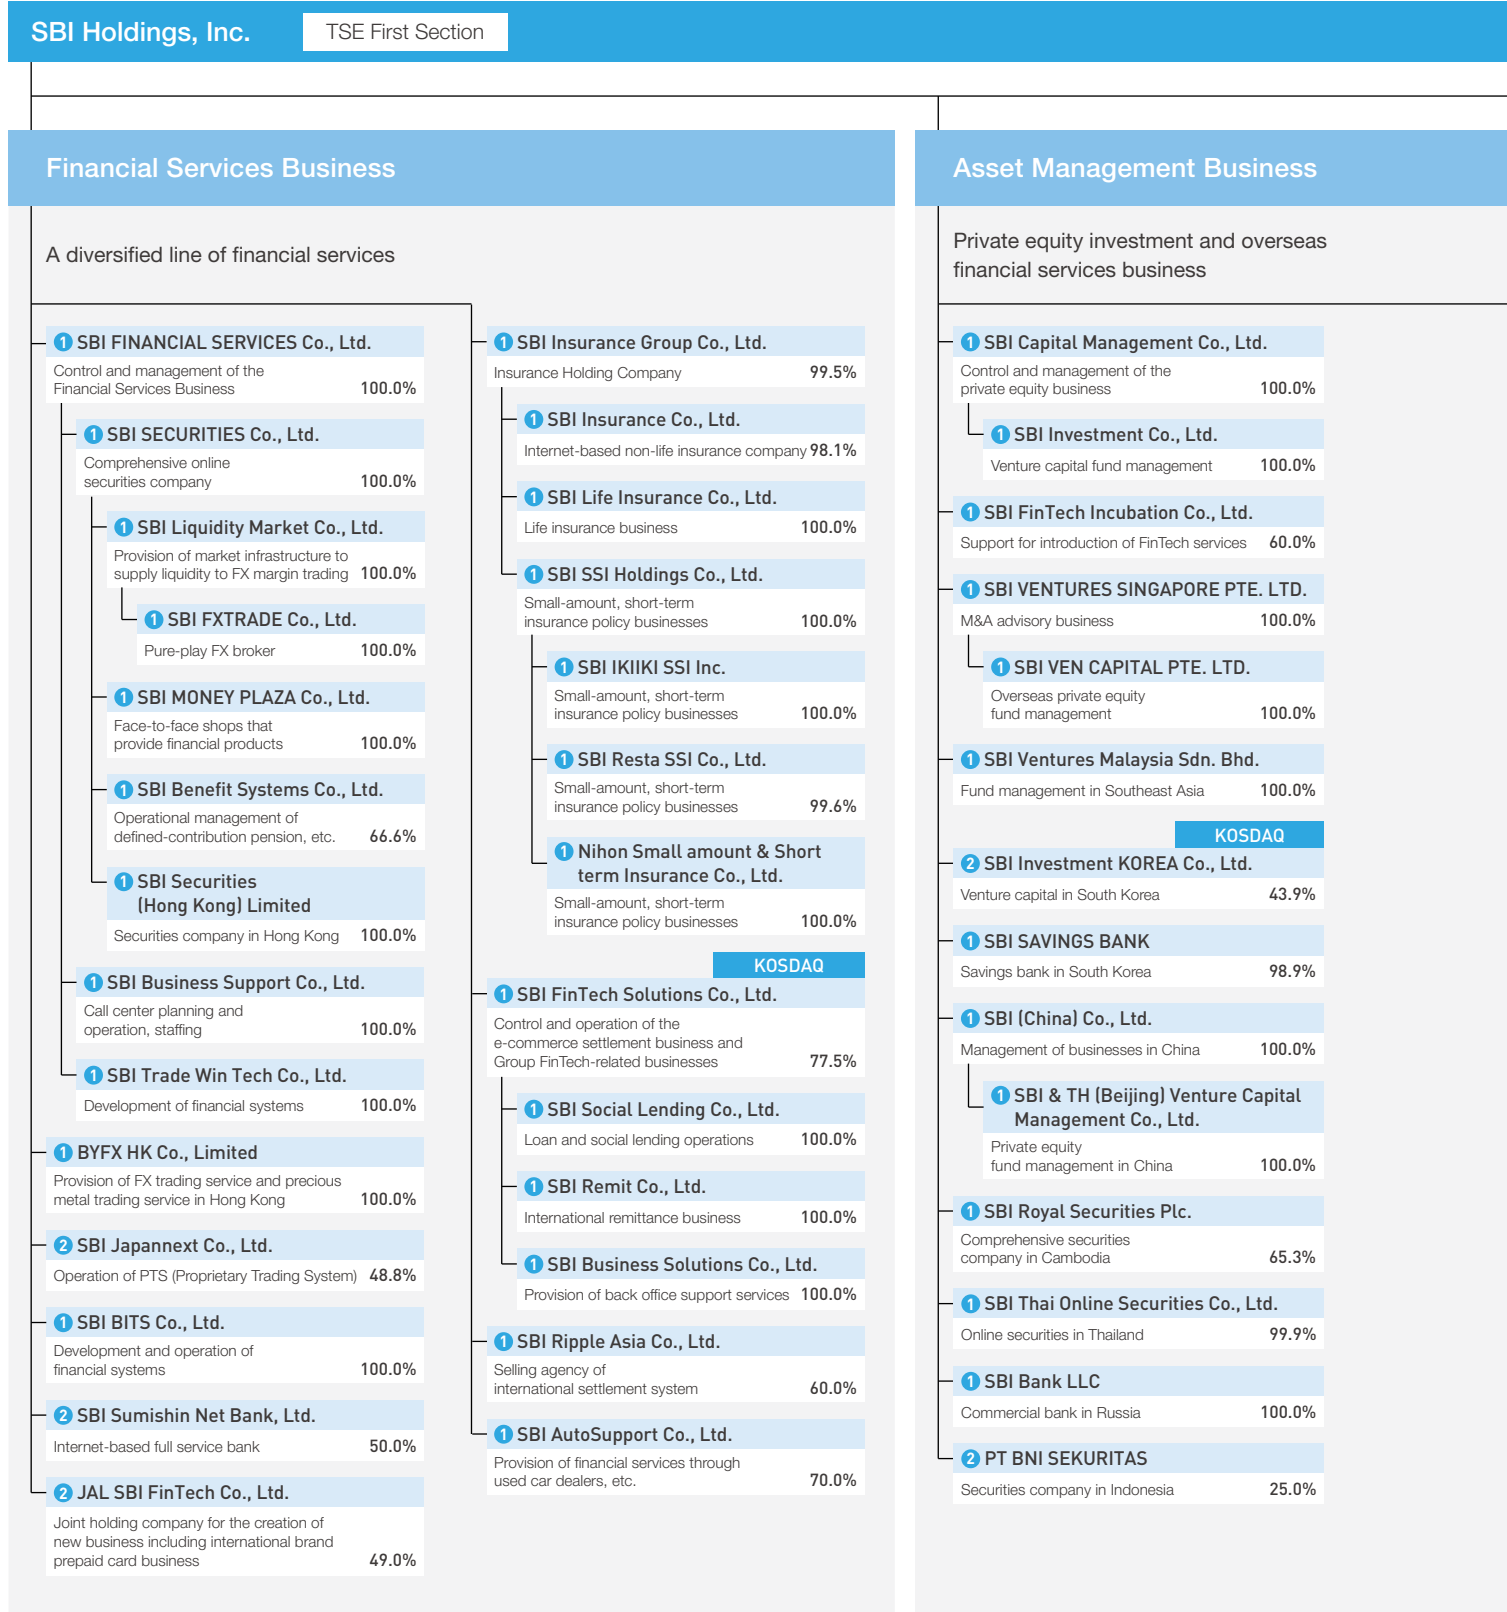 SBI Holdings, Inc.
TSE First Section
Financial Services Business
A diversified line of financial services
1 SBI FINANCIAL SERVICES Co., Ltd.
Control and management of the
Financial Services Business 100.0%
1 SBI SECURITIES Co., Ltd.
Comprehensive online
securities company 100.0%
1 SBI Liquidity Market Co., Ltd.
Provision of market infrastructure to
supply liquidity to FX margin trading 100.0%
1 SBI FXTRADE Co., Ltd.
Pure-play FX broker 100.0%
1 SBI MONEY PLAZA Co., Ltd.
Face-to-face shops that
provide financial products 100.0%
1 SBI Benefit Systems Co., Ltd.
Operational management of
defined-contribution pension, etc. 66.6%
1 SBI Securities
(Hong Kong) Limited
Securities company in Hong Kong 100.0%
1 SBI Business Support Co., Ltd.
Call center planning and
operation, staffing 100.0%
1 SBI Trade Win Tech Co., Ltd.
Development of financial systems 100.0%
1 BYFX HK Co., Limited
Provision of FX trading service and precious
metal trading service in Hong Kong 100.0%
2 SBI Japannext Co., Ltd.
Operation of PTS (Proprietary Trading System) 48.8%
1 SBI BITS Co., Ltd.
Development and operation of
financial systems 100.0%
2 SBI Sumishin Net Bank, Ltd.
Internet-based full service bank 50.0%
2 JAL SBI FinTech Co., Ltd.
Joint holding company for the creation of
new business including international brand
prepaid card business 49.0%
1 SBI Insurance Group Co., Ltd.
Insurance Holding Company 99.5%
1 SBI Insurance Co., Ltd.
Internet-based non-life insurance company 98.1%
1 SBI Life Insurance Co., Ltd.
Life insurance business 100.0%
1 SBI SSI Holdings Co., Ltd.
Small-amount, short-term
insurance policy businesses 100.0%
1 SBI IKIIKI SSI Inc.
Small-amount, short-term
insurance policy businesses 100.0%
1 SBI Resta SSI Co., Ltd.
Small-amount, short-term
insurance policy businesses 99.6%
1 Nihon Small amount & Short
term Insurance Co., Ltd.
Small-amount, short-term
insurance policy businesses 100.0%
KOSDAQ
1 SBI FinTech Solutions Co., Ltd.
Control and operation of the
e-commerce settlement business and
Group FinTech-related businesses 77.5%
1 SBI Social Lending Co., Ltd.
Loan and social lending operations 100.0%
1 SBI Remit Co., Ltd.
International remittance business 100.0%
1 SBI Business Solutions Co., Ltd.
Provision of back office support services 100.0%
1 SBI Ripple Asia Co., Ltd.
Selling agency of
international settlement system 60.0%
1 SBI AutoSupport Co., Ltd.
Provision of financial services through
used car dealers, etc. 70.0%
Asset Management Business
Private equity investment and overseas
financial services business
1 SBI Capital Management Co., Ltd.
Control and management of the
private equity business 100.0%
1 SBI Investment Co., Ltd.
Venture capital fund management 100.0%
1 SBI FinTech Incubation Co., Ltd.
Support for introduction of FinTech services 60.0%
1 SBI VENTURES SINGAPORE PTE. LTD.
M&A advisory business 100.0%
1 SBI VEN CAPITAL PTE. LTD.
Overseas private equity
fund management 100.0%
1 SBI Ventures Malaysia Sdn. Bhd.
Fund management in Southeast Asia 100.0%
KOSDAQ
2 SBI Investment KOREA Co., Ltd.
Venture capital in South Korea 43.9%
1 SBI SAVINGS BANK
Savings bank in South Korea 98.9%
1 SBI (China) Co., Ltd.
Management of businesses in China 100.0%
1 SBI & TH (Beijing) Venture Capital
Management Co., Ltd.
Private equity
fund management in China 100.0%
1 SBI Royal Securities Plc.
Comprehensive securities
company in Cambodia 65.3%
1 SBI Thai Online Securities Co., Ltd.
Online securities in Thailand 99.9%
1 SBI Bank LLC
Commercial bank in Russia 100.0%
2 PT BNI SEKURITAS
Securities company in Indonesia 25.0%